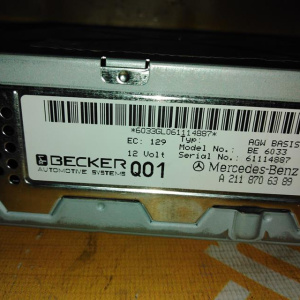 *6033GL061114887*
EC: 129 Typ: AGW BASIS
12 Volt Model No.: BE 6033
Serial No.: 61114887
BECKER
AUTOMOTIVE SYSTEMS Q01
Mercedes-Benz
A 211 870 63 89